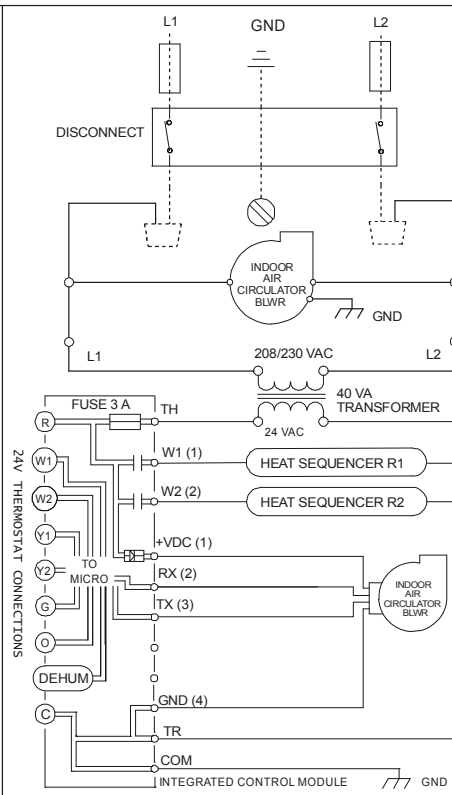 L1
GND
L2
DISCONNECT
INDOOR
AIR
CIRCULATOR
BLWR
GND
L1
208/230 VAC
L2
FUSE 3 A
TH
40 VA
TRANSFORMER
24 VAC
R
W1 (1)
HEAT SEQUENCER R1
W1
W2 (2)
HEAT SEQUENCER R2
W2
24V THERMOSTAT CONNECTIONS
Y1
+VDC (1)
Y2
TO
MICRO
RX (2)
TX (3)
INDOOR
AIR
CIRCULATOR
BLWR
G
O
DEHUM
GND (4)
C
TR
COM
INTEGRATED CONTROL MODULE
GND